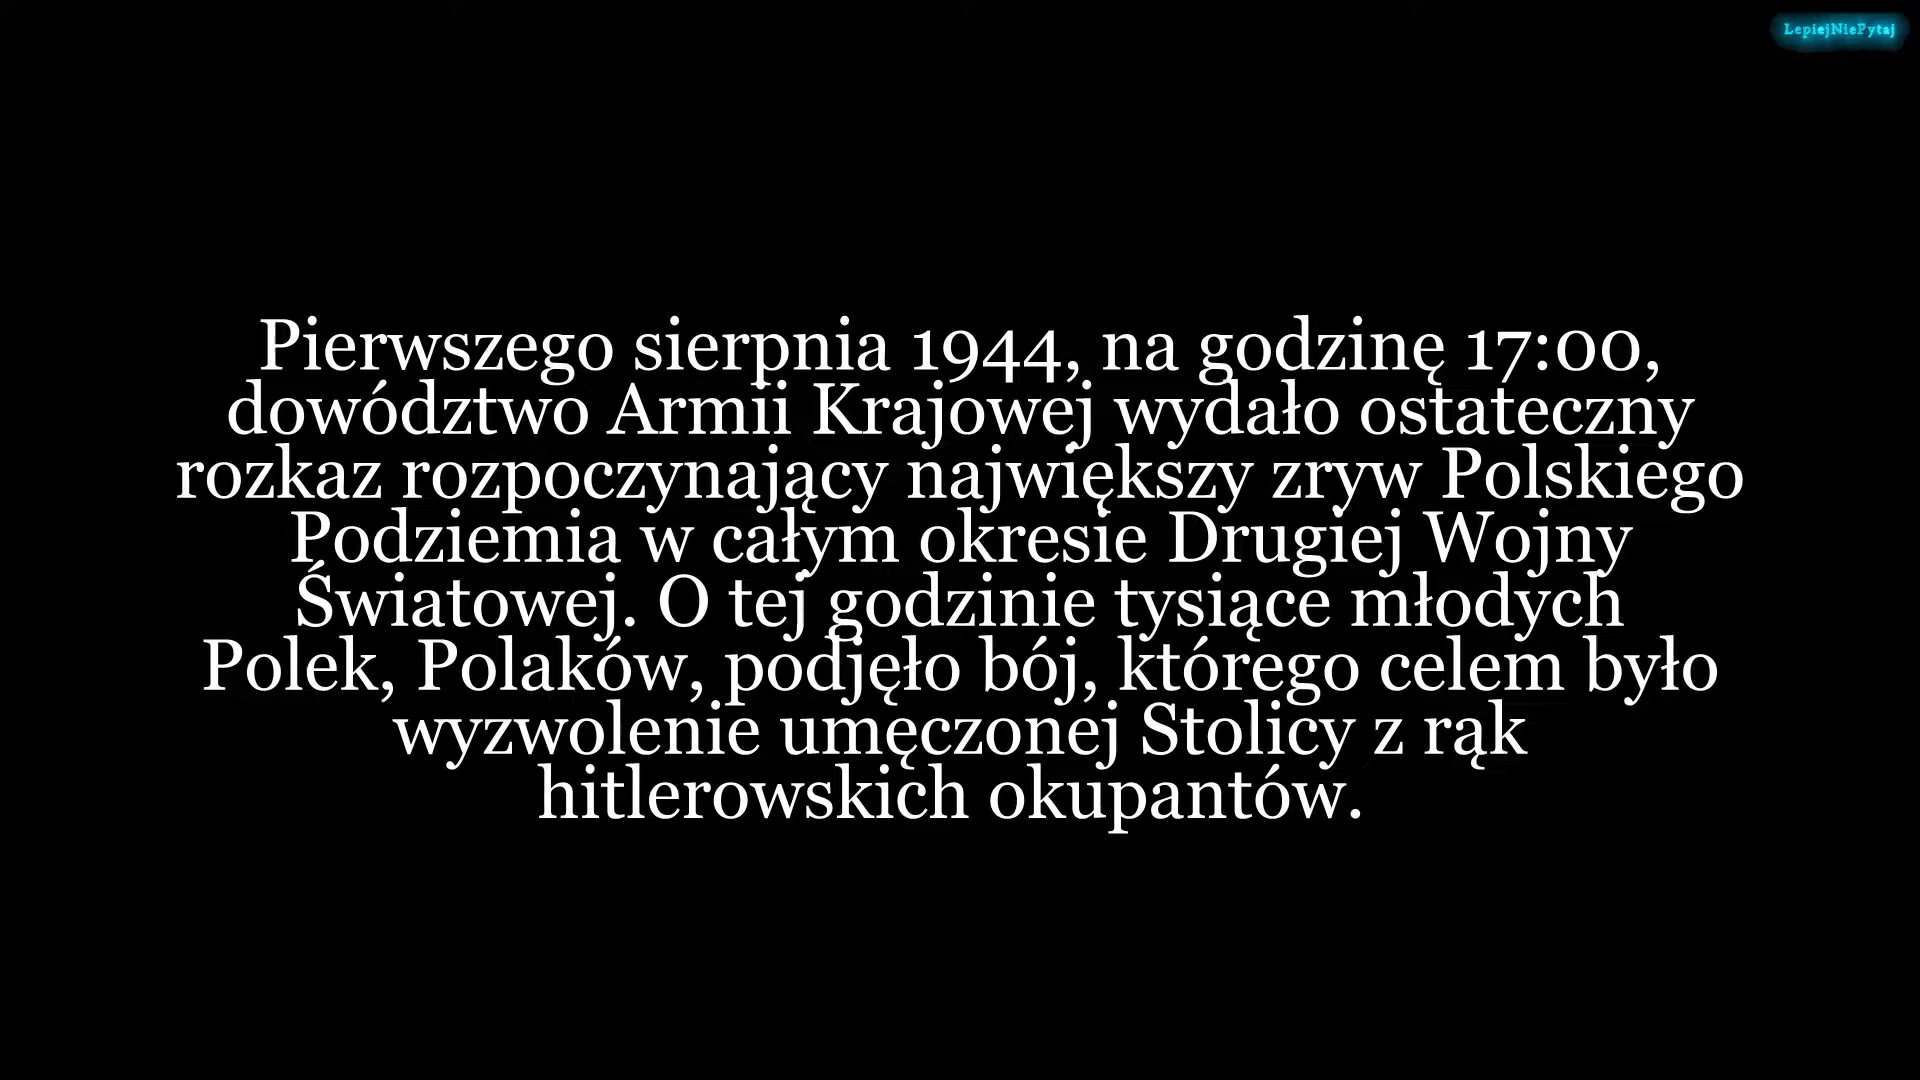 LepiejNiePytaj
Pierwszego sierpnia 1944, na godzinę 17:00,
dowództwo Armii Krajowej wydało ostateczny
rozkaz rozpoczynający największy zryw Polskiego
Podziemia w całym okresie Drugiej Wojny
Światowej. O tej godzinie tysiące młodych
Polek, Polaków, podjęło bój, którego celem było
wyzwolenie umęczonej Stolicy z rąk
hitlerowskich okupantów.